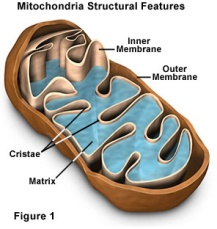 Mitochondria Structural Features
Inner
Membrane
Outer
Membrane
Cristae
Matrix
Figure 1